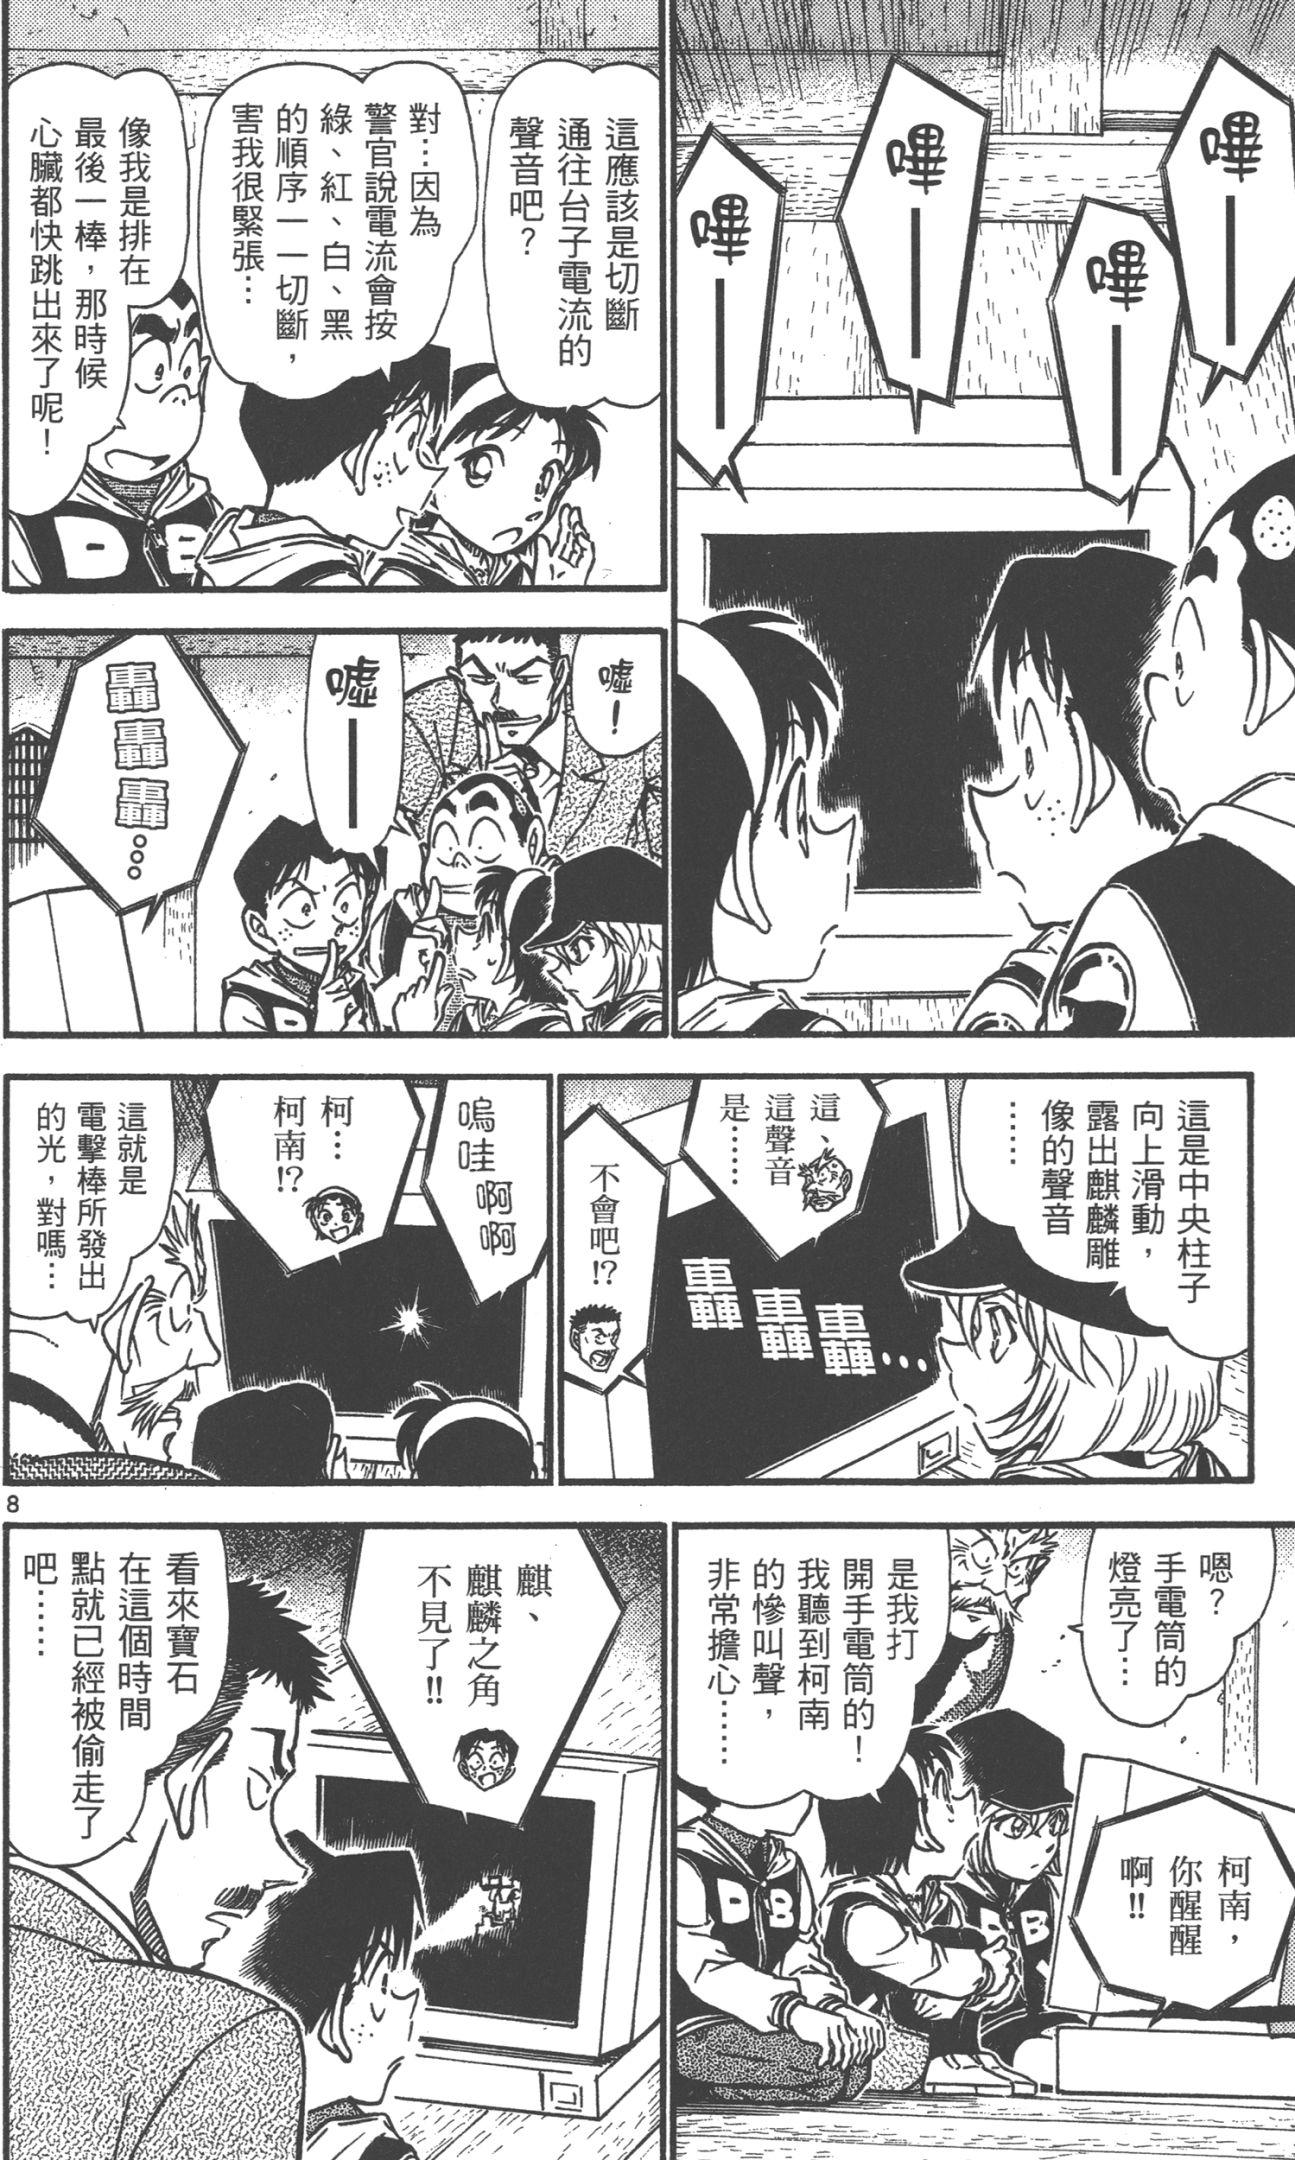 嗶——
嗶——
嗶——
嗶——
這應該是切斷
通往台子電流的
聲音吧?
對…因為
警官說電流會按
綠、紅、白、黑
的順序一一切斷,
害我很緊張…
像我是排在
最後一棒,那時候
心臟都快跳出來了呢!
噓!
噓——
轟轟轟…
這是中央柱子
向上滑動,
露出麒麟雕
像的聲音
……
這、
這聲音
是……
轟轟轟…
不會吧!?
嗚哇啊啊
柯…
柯南!?
這就是
電擊棒所發出
的光,對嗎…
嗯?
手電筒的
燈亮了…
柯南,
你醒醒
啊!!
是我打
開手電筒的!
我聽到柯南
的慘叫聲,
非常擔心……
麒、
麒麟之角
不見了!!
看來寶石
在這個時間
點就已經被偷走了
吧……
8